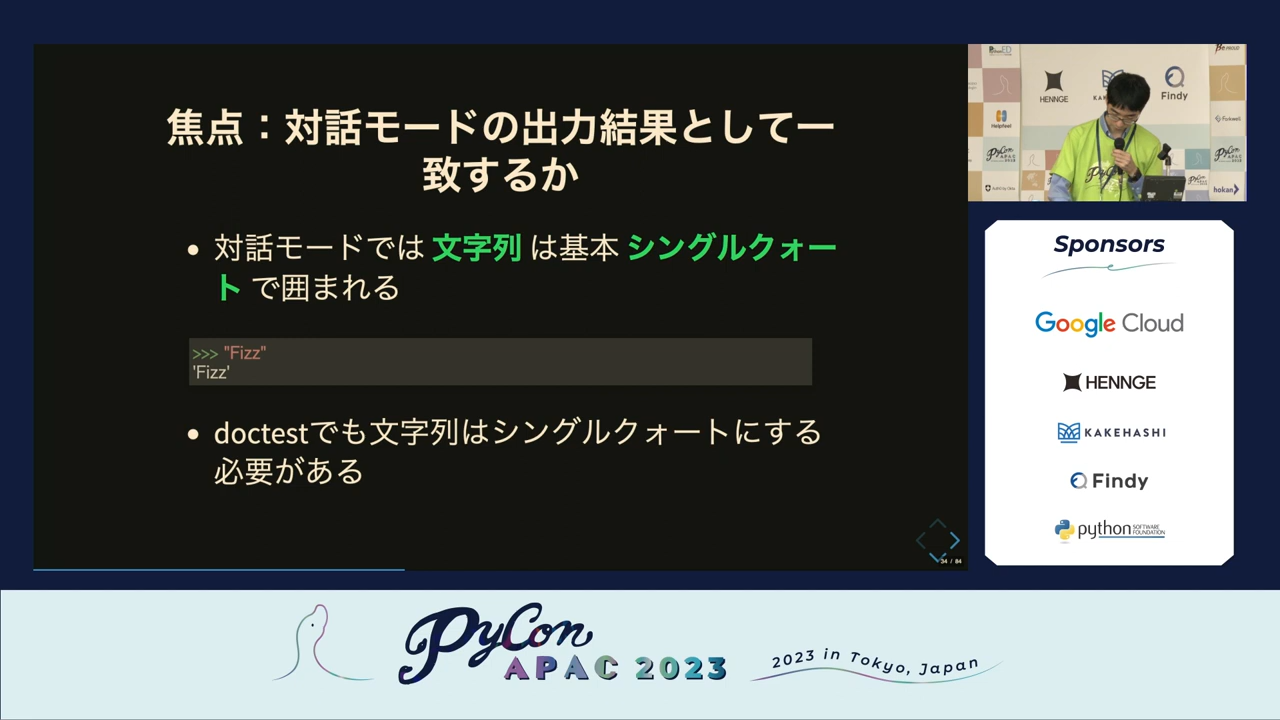 焦点：対話モードの出力結果として一
致するか
• 対話モードでは 文字列 は基本 シングルクォー
ト で囲まれる
>>> "Fizz"
'Fizz'
• doctestでも文字列はシングルクォートにする
必要がある
34 / 84
HENNGE
Findy
Helpfeel
PyCon
APAC
hokan
Sponsors
Google Cloud
HENNGE
KAKEHASHI
Findy
python SOFTWARE
FOUNDATION
PyCon
APAC 2023
2023 in Tokyo, Japan